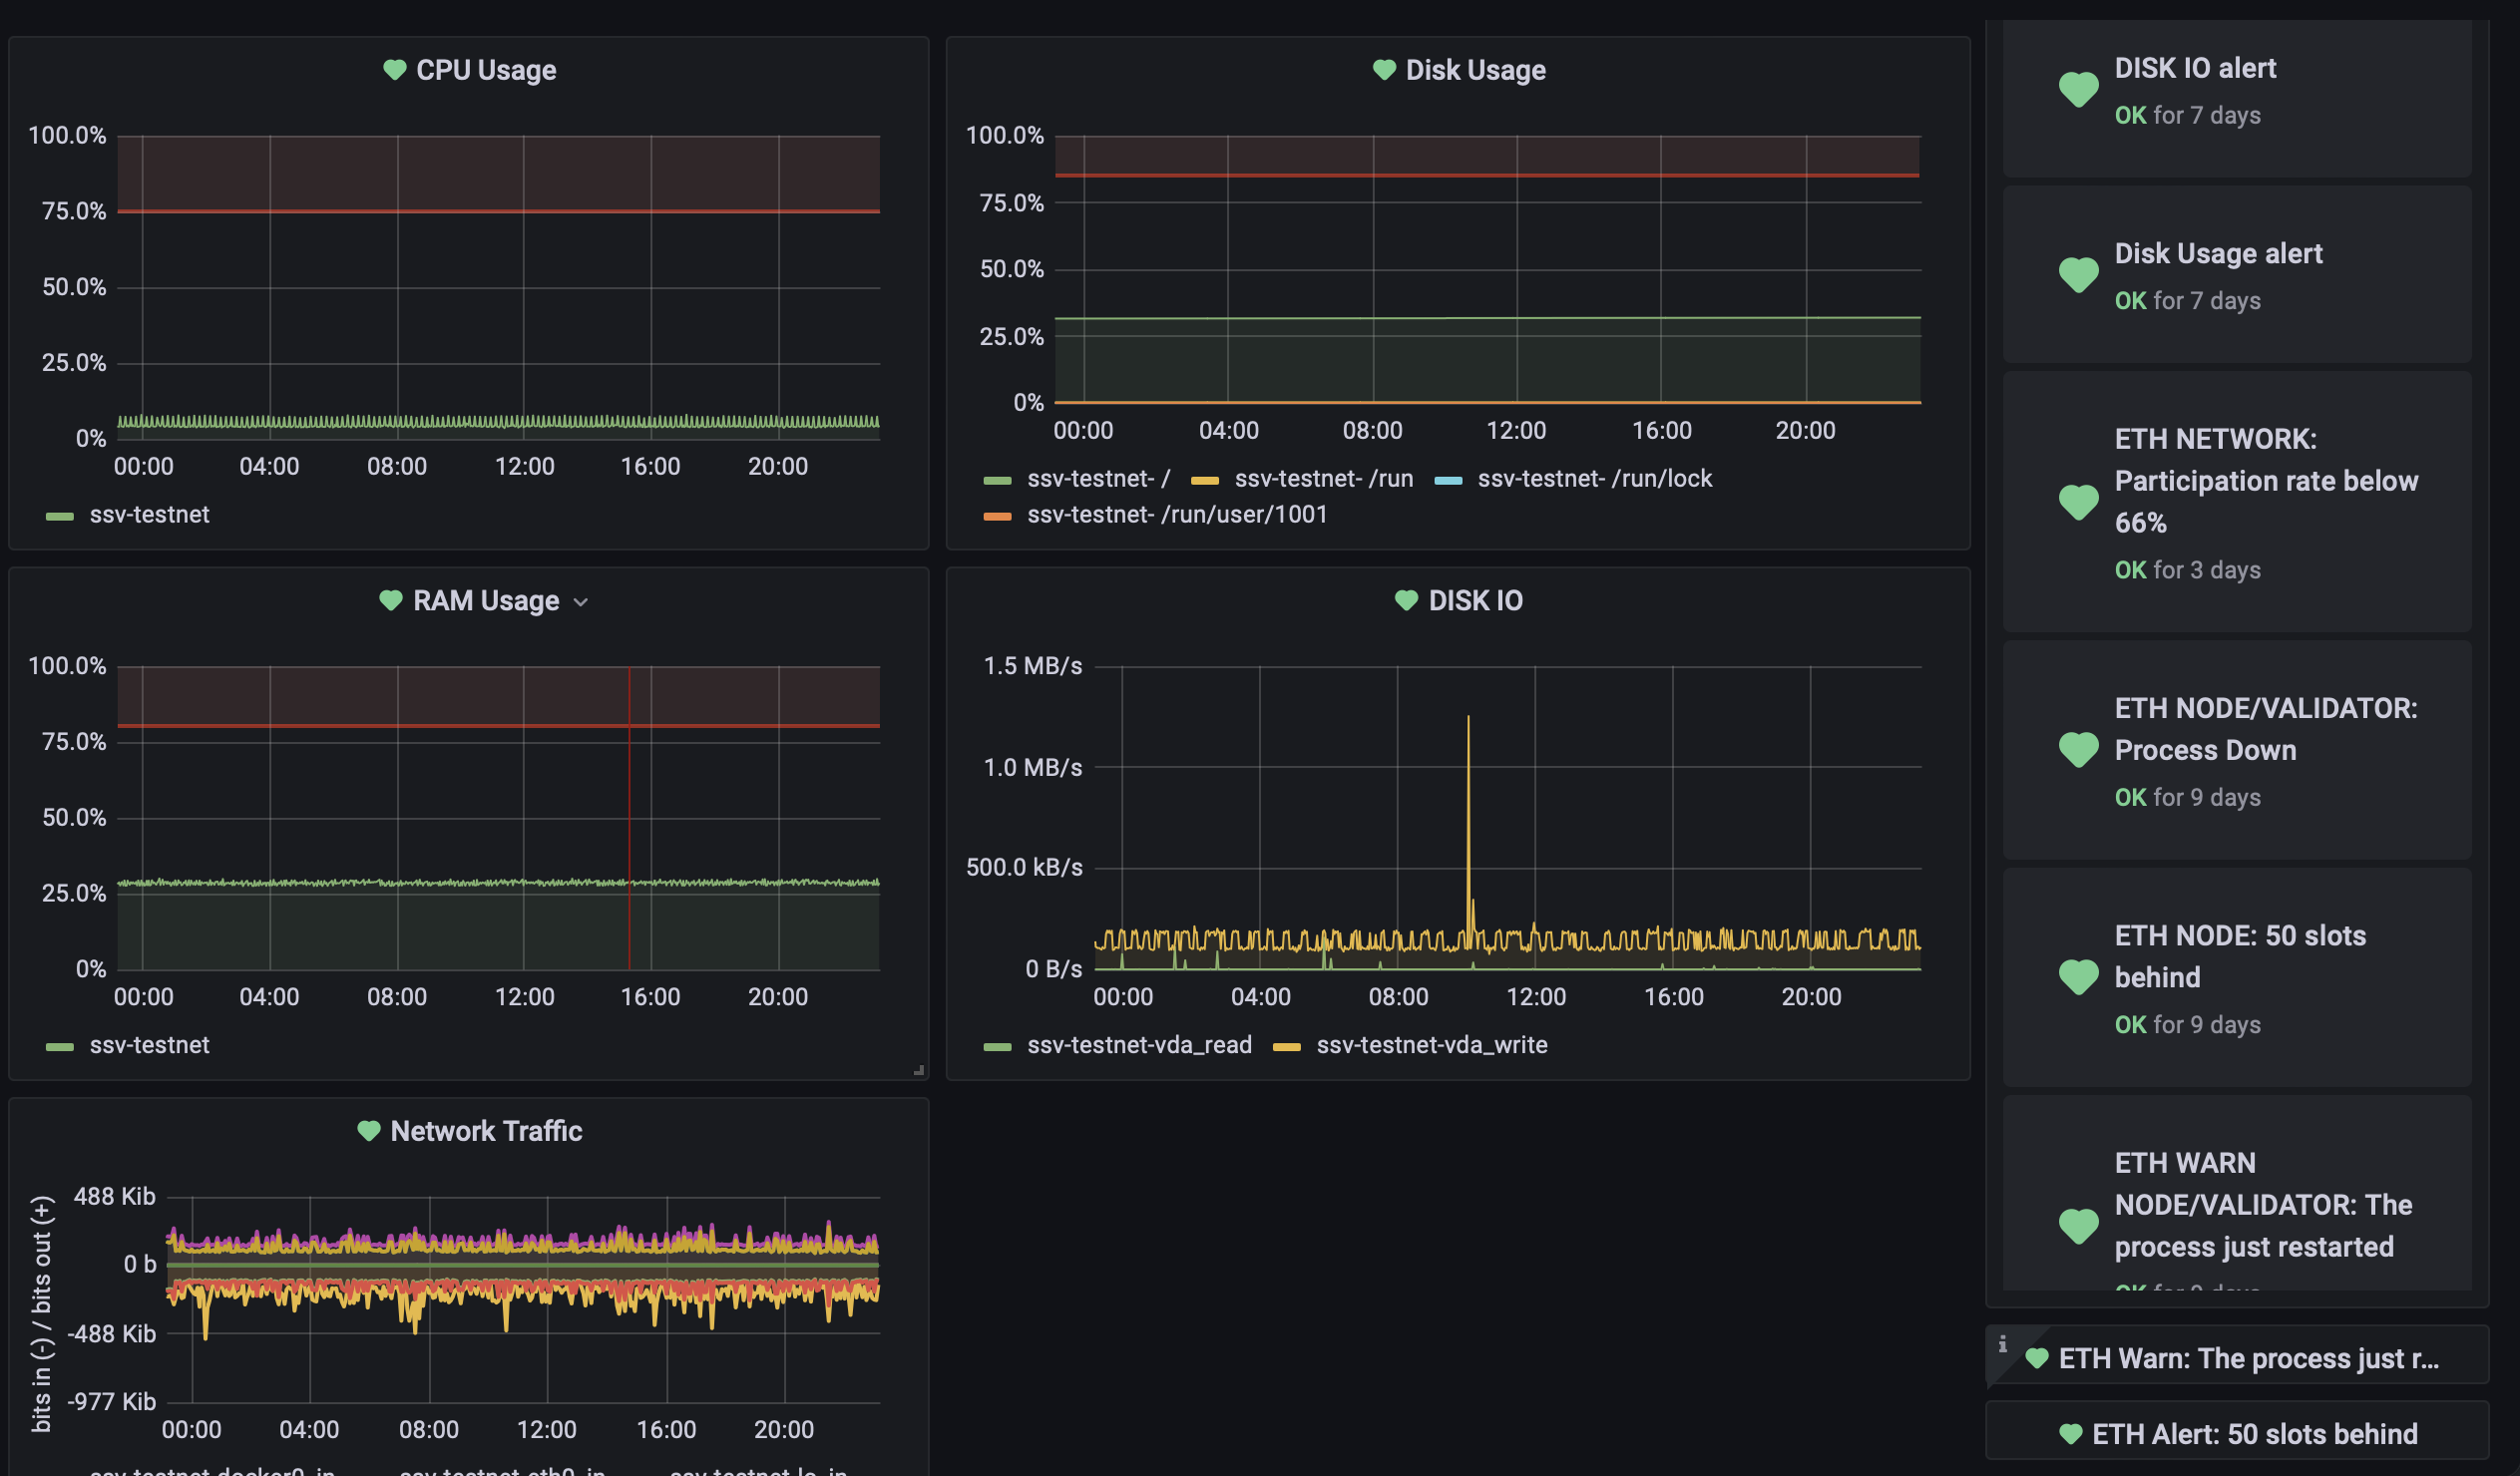 CPU Usage
100.0%
75.0%
50.0%
25.0%
0%
00:00 04:00 08:00 12:00 16:00 20:00
ssv-testnet
Disk Usage
100.0%
75.0%
50.0%
25.0%
0%
00:00 04:00 08:00 12:00 16:00 20:00
ssv-testnet- / ssv-testnet- /run ssv-testnet- /run/lock
ssv-testnet- /run/user/1001
RAM Usage
100.0%
75.0%
50.0%
25.0%
0%
00:00 04:00 08:00 12:00 16:00 20:00
ssv-testnet
DISK IO
1.5 MB/s
1.0 MB/s
500.0 kB/s
0 B/s
00:00 04:00 08:00 12:00 16:00 20:00
ssv-testnet-vda_read ssv-testnet-vda_write
Network Traffic
bits in (-) / bits out (+)
488 Kib
0 b
-488 Kib
-977 Kib
00:00 04:00 08:00 12:00 16:00 20:00
ssv-testnet-docker0_in ssv-testnet-eth0_in ssv-testnet-lo_in
DISK IO alert
OK for 7 days
Disk Usage alert
OK for 7 days
ETH NETWORK:
Participation rate below
66%
OK for 3 days
ETH NODE/VALIDATOR:
Process Down
OK for 9 days
ETH NODE: 50 slots
behind
OK for 9 days
ETH WARN
NODE/VALIDATOR: The
process just restarted
i
ETH Warn: The process just r...
ETH Alert: 50 slots behind